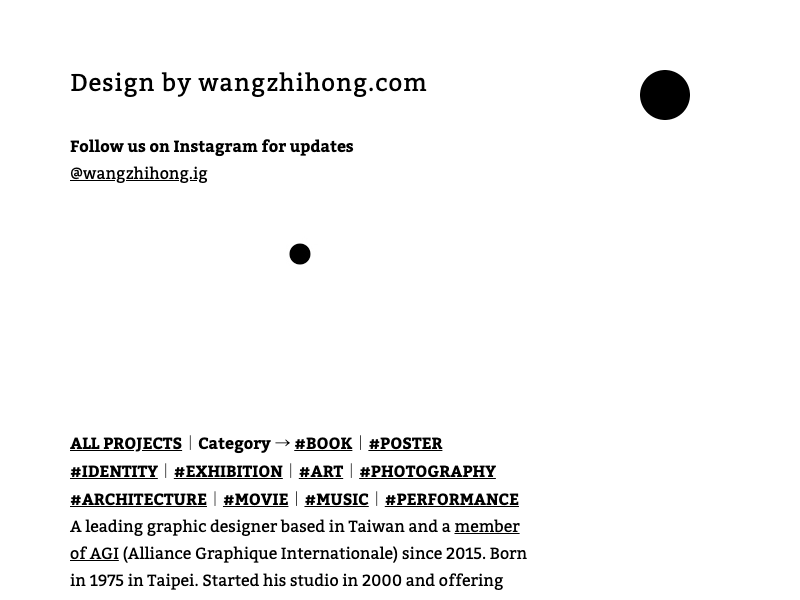 Design by wangzhihong.com
Follow us on Instagram for updates
@wangzhihong.ig
ALL PROJECTS | Category → #BOOK | #POSTER
#IDENTITY | #EXHIBITION | #ART | #PHOTOGRAPHY
#ARCHITECTURE | #MOVIE | #MUSIC | #PERFORMANCE
A leading graphic designer based in Taiwan and a member
of AGI (Alliance Graphique Internationale) since 2015. Born
in 1975 in Taipei. Started his studio in 2000 and offering